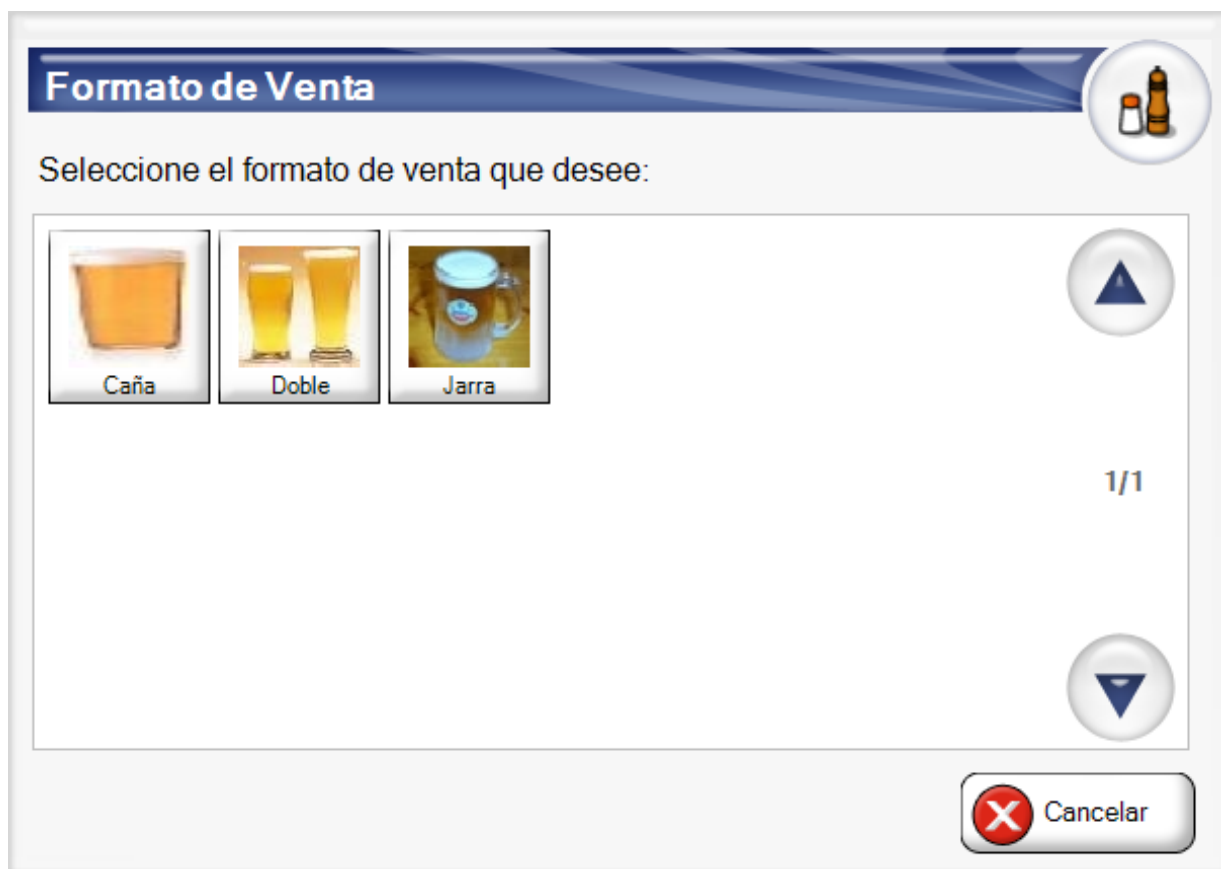 Formato de Venta
Seleccione el formato de venta que desee:
Caña
Doble
Jarra
1/1
Cancelar